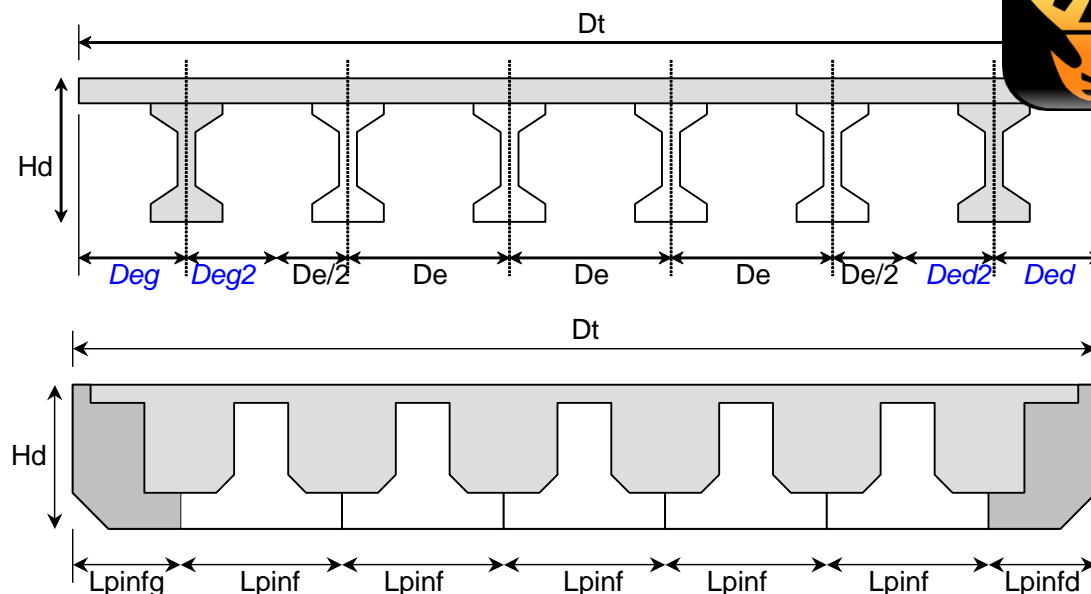 Dt
Hd
Deg Deg2 De/2 De De De De/2 Ded2 Ded
Dt
Hd
Lpinfg Lpinf Lpinf Lpinf Lpinf Lpinf Lpinfd